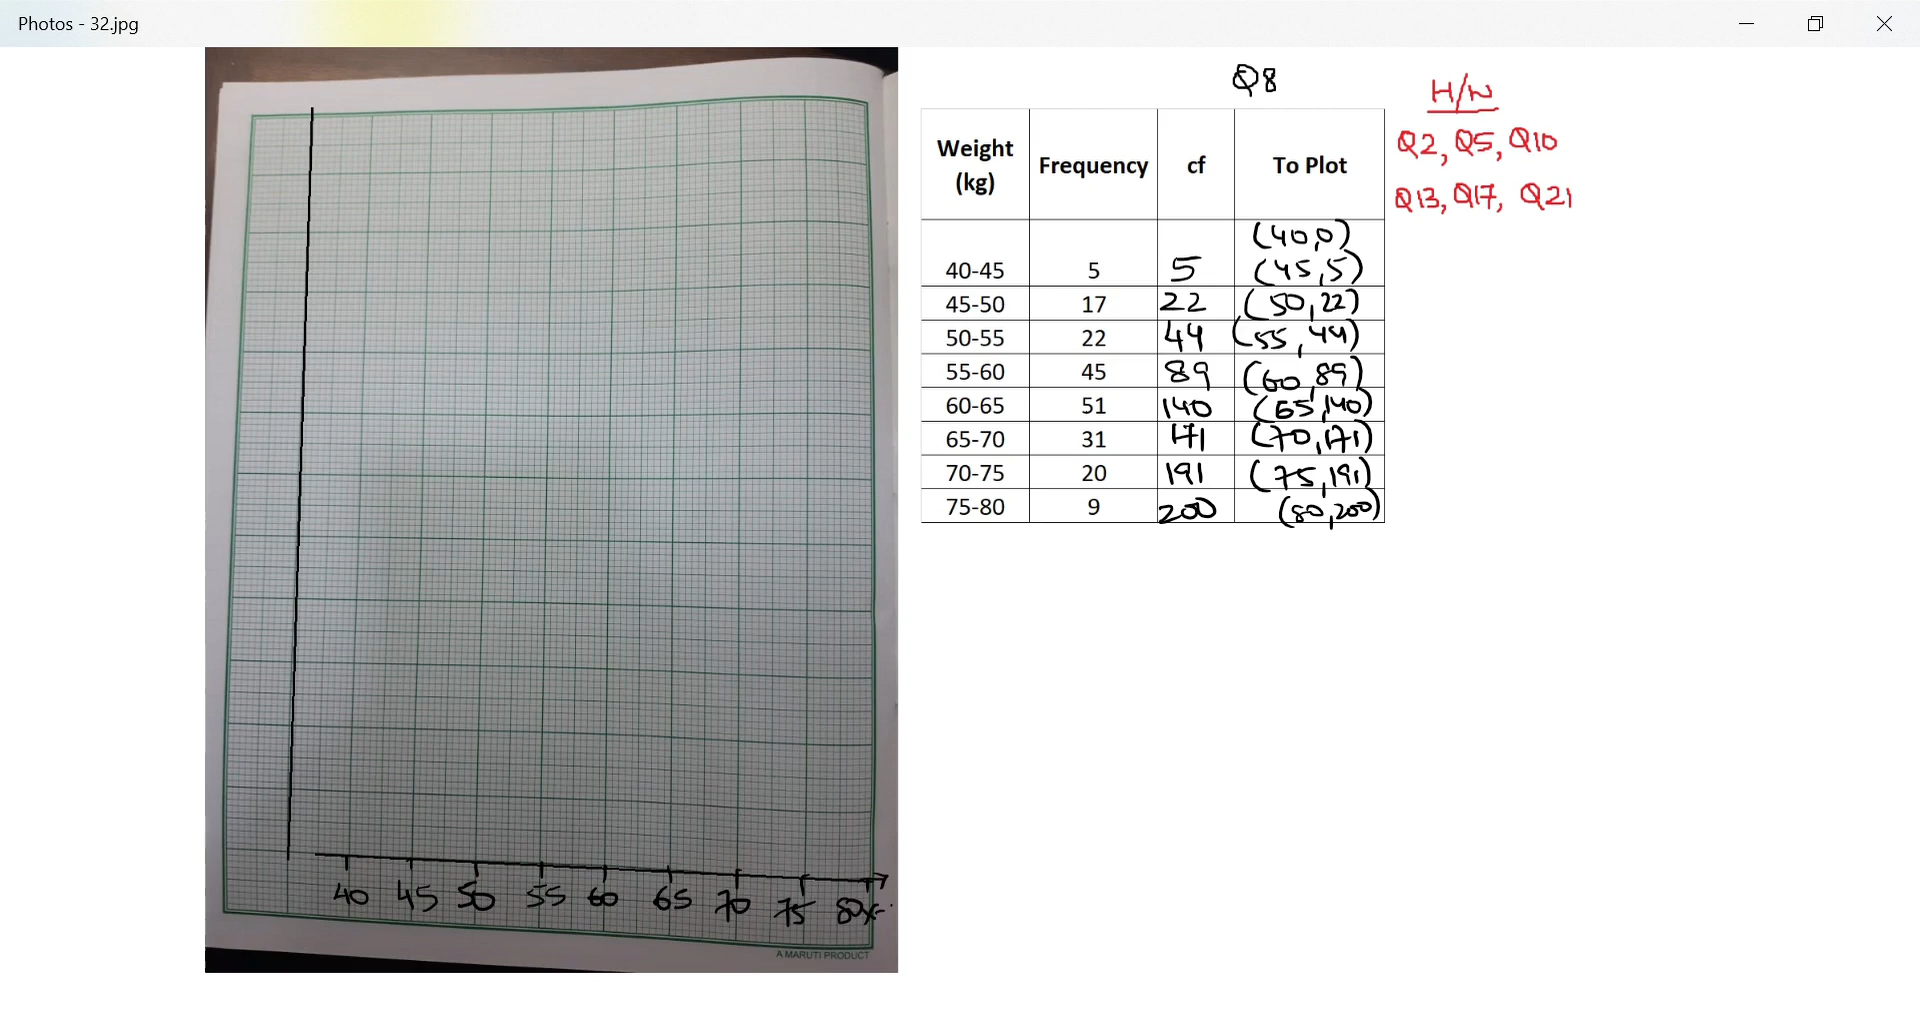 Photos - 32.jpg
Q8
H/W
Q2, Q5, Q10
Q13, Q17, Q21
Weight (kg) Frequency cf To Plot
(40,0)
40-45 5 5 (45,5)
45-50 17 22 (50,22)
50-55 22 44 (55,44)
55-60 45 89 (60,89)
60-65 51 140 (65,140)
65-70 31 171 (70,171)
70-75 20 191 (75,191)
75-80 9 200 (80,200)
40 45 50 55 60 65 70 75 80
A MARUTI PRODUCT